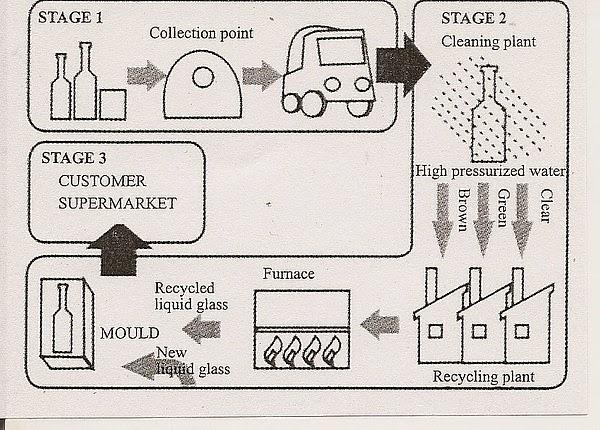 STAGE 1
Collection point
STAGE 2
Cleaning plant
High pressurized water
Brown
Green
Clear
Recycling plant
Furnace
Recycled
liquid glass
New
liquid glass
MOULD
STAGE 3
CUSTOMER
SUPERMARKET